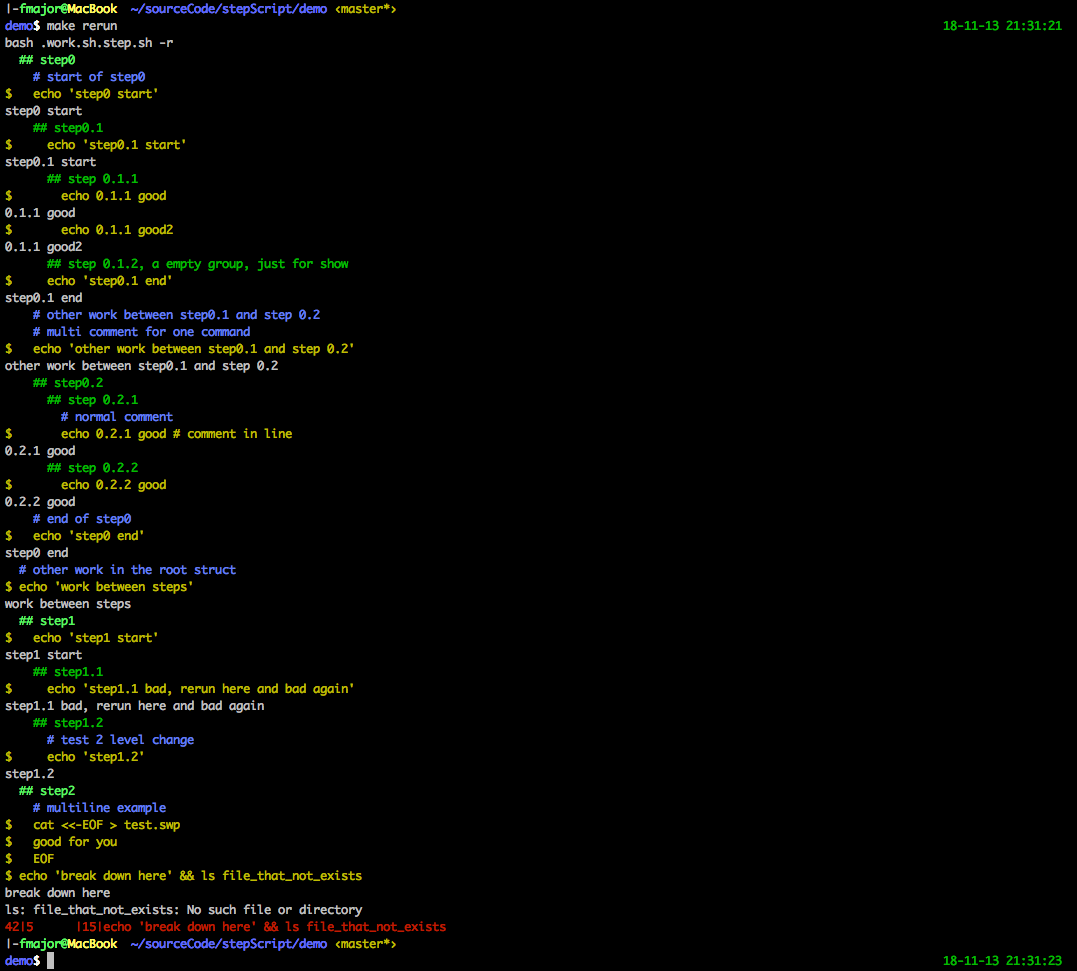 |-fmajor@MacBook  ~/sourceCode/stepScript/demo <master*>
demo$ make rerun 18-11-13 21:31:21
bash .work.sh.step.sh -r
  ## step0
    # start of step0
$   echo 'step0 start'
step0 start
    ## step0.1
$     echo 'step0.1 start'
step0.1 start
      ## step 0.1.1
$       echo 0.1.1 good
0.1.1 good
$       echo 0.1.1 good2
0.1.1 good2
      ## step 0.1.2, a empty group, just for show
$     echo 'step0.1 end'
step0.1 end
    # other work between step0.1 and step 0.2
    # multi comment for one command
$   echo 'other work between step0.1 and step 0.2'
other work between step0.1 and step 0.2
    ## step0.2
      ## step 0.2.1
        # normal comment
$       echo 0.2.1 good # comment in line
0.2.1 good
      ## step 0.2.2
$       echo 0.2.2 good
0.2.2 good
    # end of step0
$   echo 'step0 end'
step0 end
  # other work in the root struct
$ echo 'work between steps'
work between steps
  ## step1
$   echo 'step1 start'
step1 start
    ## step1.1
$     echo 'step1.1 bad, rerun here and bad again'
step1.1 bad, rerun here and bad again
    ## step1.2
      # test 2 level change
$     echo 'step1.2'
step1.2
  ## step2
    # multiline example
$   cat <<-EOF > test.swp
$   good for you
$   EOF
$ echo 'break down here' && ls file_that_not_exists
break down here
ls: file_that_not_exists: No such file or directory
42|5      |15|echo 'break down here' && ls file_that_not_exists
|-fmajor@MacBook  ~/sourceCode/stepScript/demo <master*>
demo$ 18-11-13 21:31:23